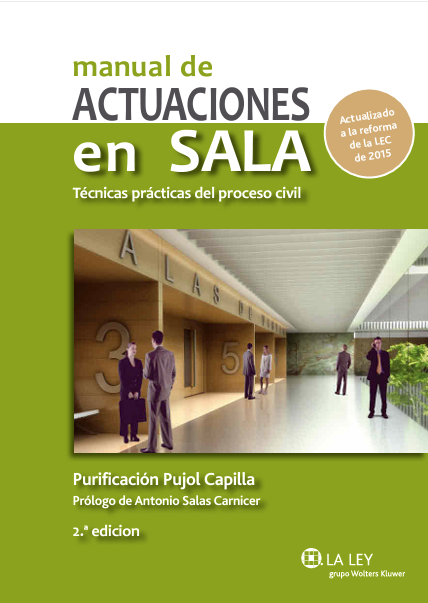 manual de
ACTUACIONES
en SALA
Técnicas prácticas del proceso civil
Actualizado
a la reforma
de la LEC
de 2015
ALAS DE
3
5
Purificación Pujol Capilla
Prólogo de Antonio Salas Carnicer
2.ª edicion
LA LEY
grupo Wolters Kluwer